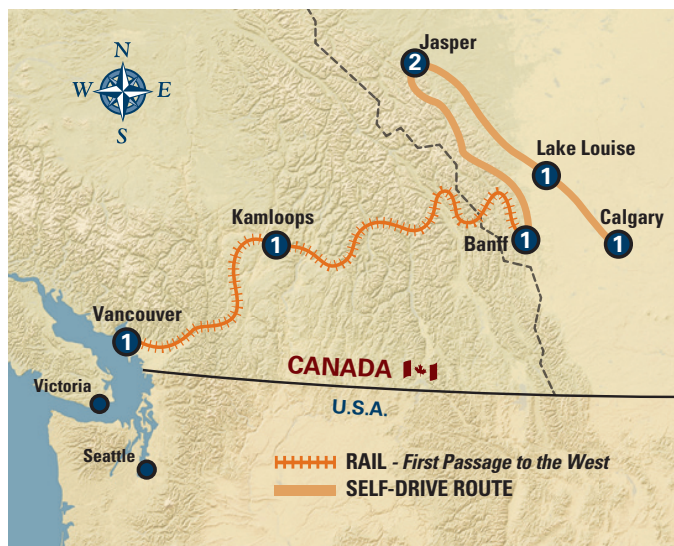 N
W E
S
Jasper
2
Lake Louise
1
Kamloops
1
Calgary
1
Banff
1
Vancouver
1
CANADA
Victoria
U.S.A.
Seattle
RAIL - First Passage to the West
SELF-DRIVE ROUTE